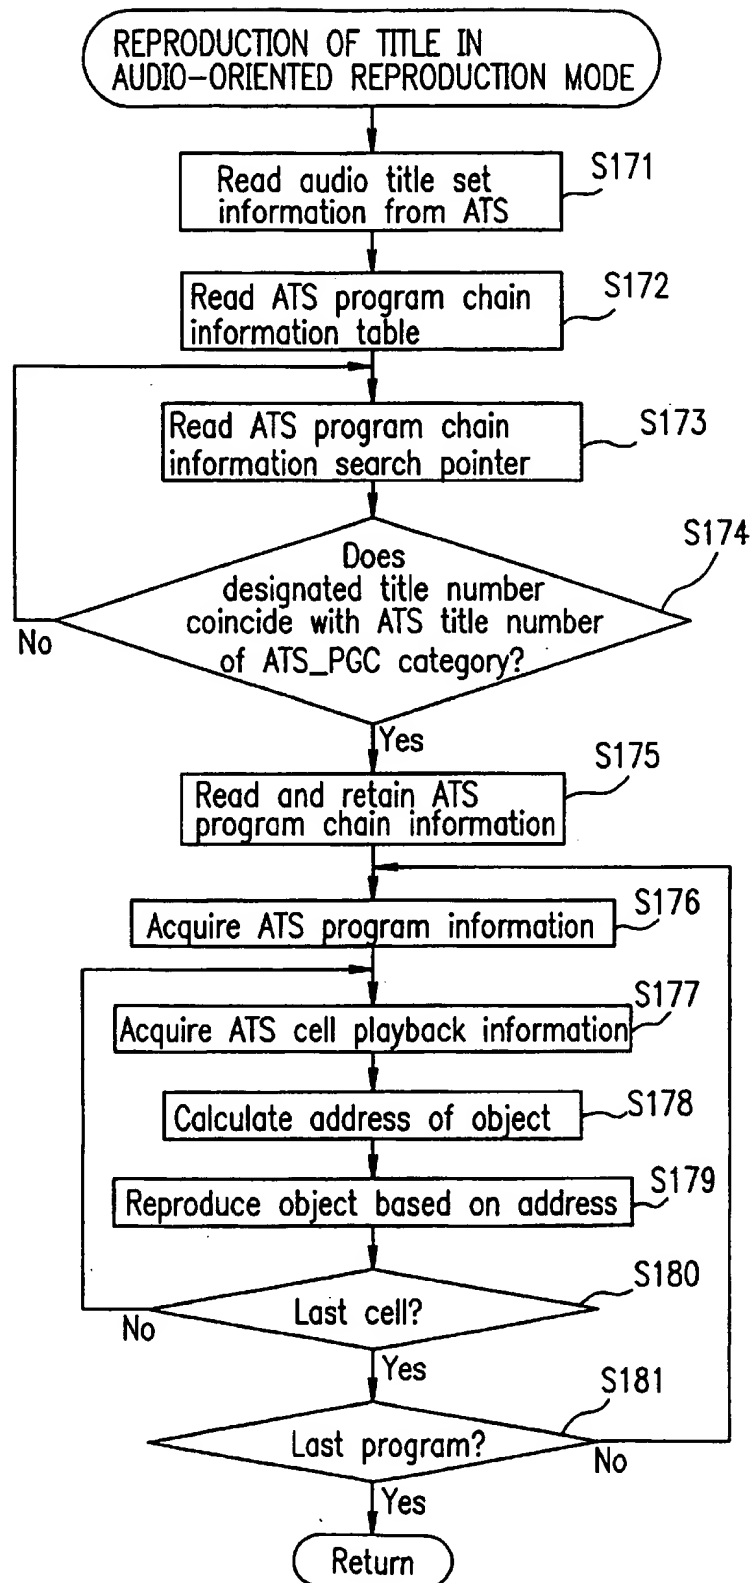 REPRODUCTION OF TITLE IN
AUDIO-ORIENTED REPRODUCTION MODE
S171
Read audio title set
information from ATS
S172
Read ATS program chain
information table
S173
Read ATS program chain
information search pointer
S174
Does
designated title number
coincide with ATS title number
of ATS_PGC category?
No
Yes
S175
Read and retain ATS
program chain information
S176
Acquire ATS program information
S177
Acquire ATS cell playback information
S178
Calculate address of object
S179
Reproduce object based on address
S180
Last cell?
No
Yes
S181
Last program?
No
Yes
Return